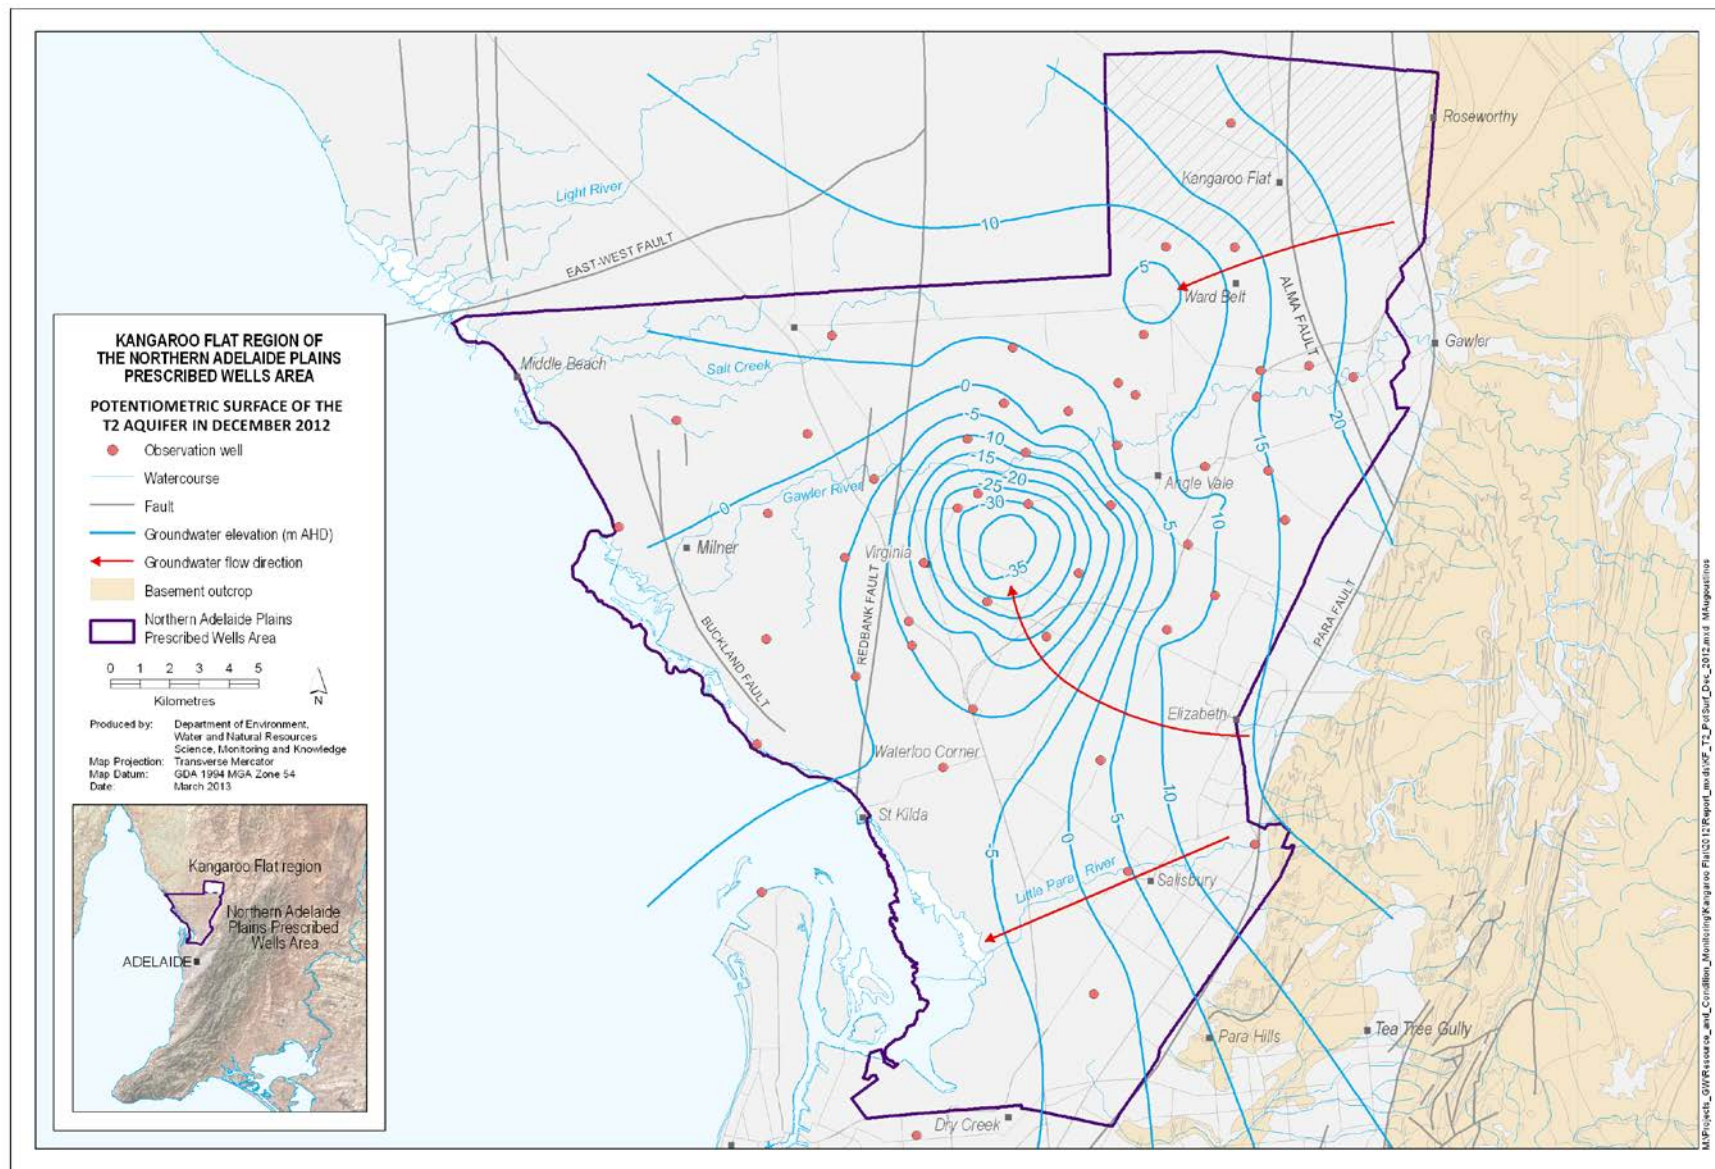 KANGAROO FLAT REGION OF
THE NORTHERN ADELAIDE PLAINS
PRESCRIBED WELLS AREA
POTENTIOMETRIC SURFACE OF THE
T2 AQUIFER IN DECEMBER 2012
Observation well
Watercourse
Fault
Groundwater elevation (m AHD)
Groundwater flow direction
Basement outcrop
Northern Adelaide Plains
Prescribed Wells Area
0 1 2 3 4 5
Kilometres
N
Produced by: Department of Environment,
Water and Natural Resources
Science, Monitoring and Knowledge
Map Projection: Transverse Mercator
Map Datum: GDA 1994 MGA Zone 54
Date: March 2013
Kangaroo Flat region
Northern Adelaide
Plains Prescribed
Wells Area
ADELAIDE
Roseworthy
Kangaroo Flat
Light River
10
EAST-WEST FAULT
5
Ward Belt
ALMA FAULT
Gawler
Middle Beach
Salt Creek
0
-5
-10
-15
-20
-25
-30
-35
20
15
Angle Vale
10
5
Gawler River
0
Milner
Virginia
REDBANK FAULT
BUCKLAND FAULT
PARA FAULT
Elizabeth
Waterloo Corner
St Kilda
10
5
0
-5
Little Para River
Salisbury
Para Hills
Tea Tree Gully
Dry Creek